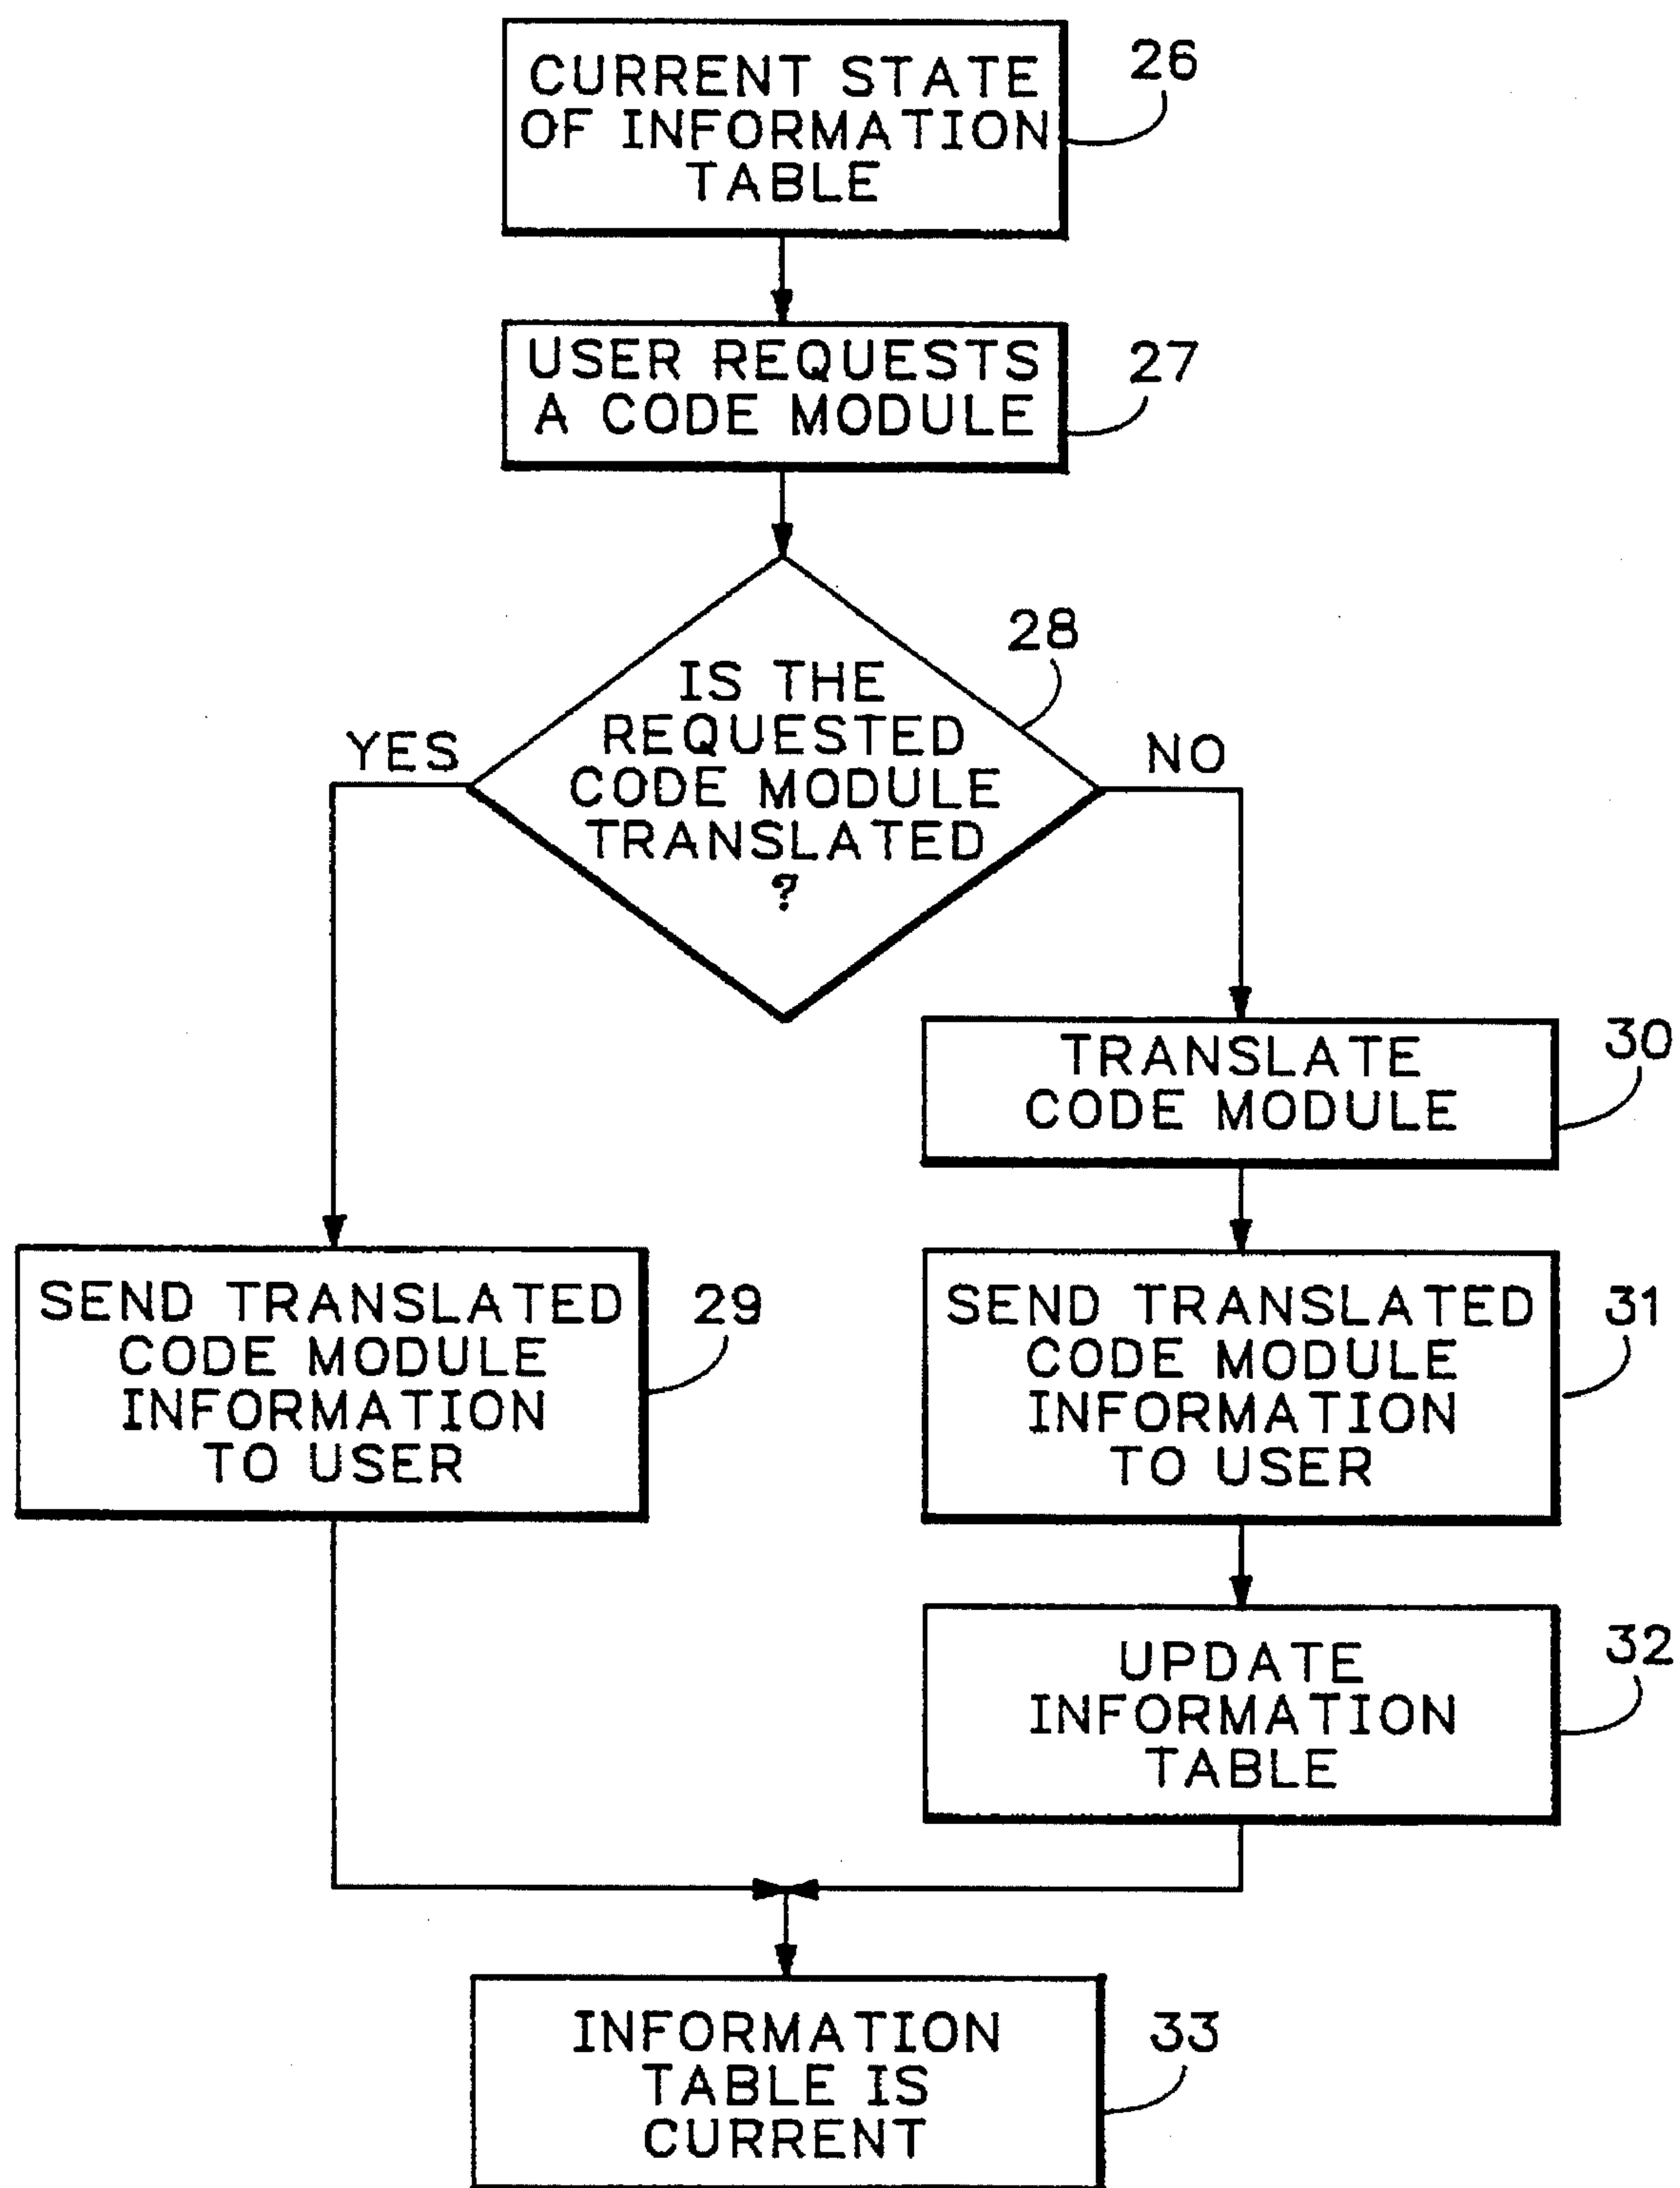 CURRENT STATE
OF INFORMATION
TABLE
26
USER REQUESTS
A CODE MODULE
27
28
IS THE
REQUESTED
CODE MODULE
TRANSLATED
?
YES
NO
TRANSLATE
CODE MODULE
30
SEND TRANSLATED
CODE MODULE
INFORMATION
TO USER
29
SEND TRANSLATED
CODE MODULE
INFORMATION
TO USER
31
UPDATE
INFORMATION
TABLE
32
INFORMATION
TABLE IS
CURRENT
33